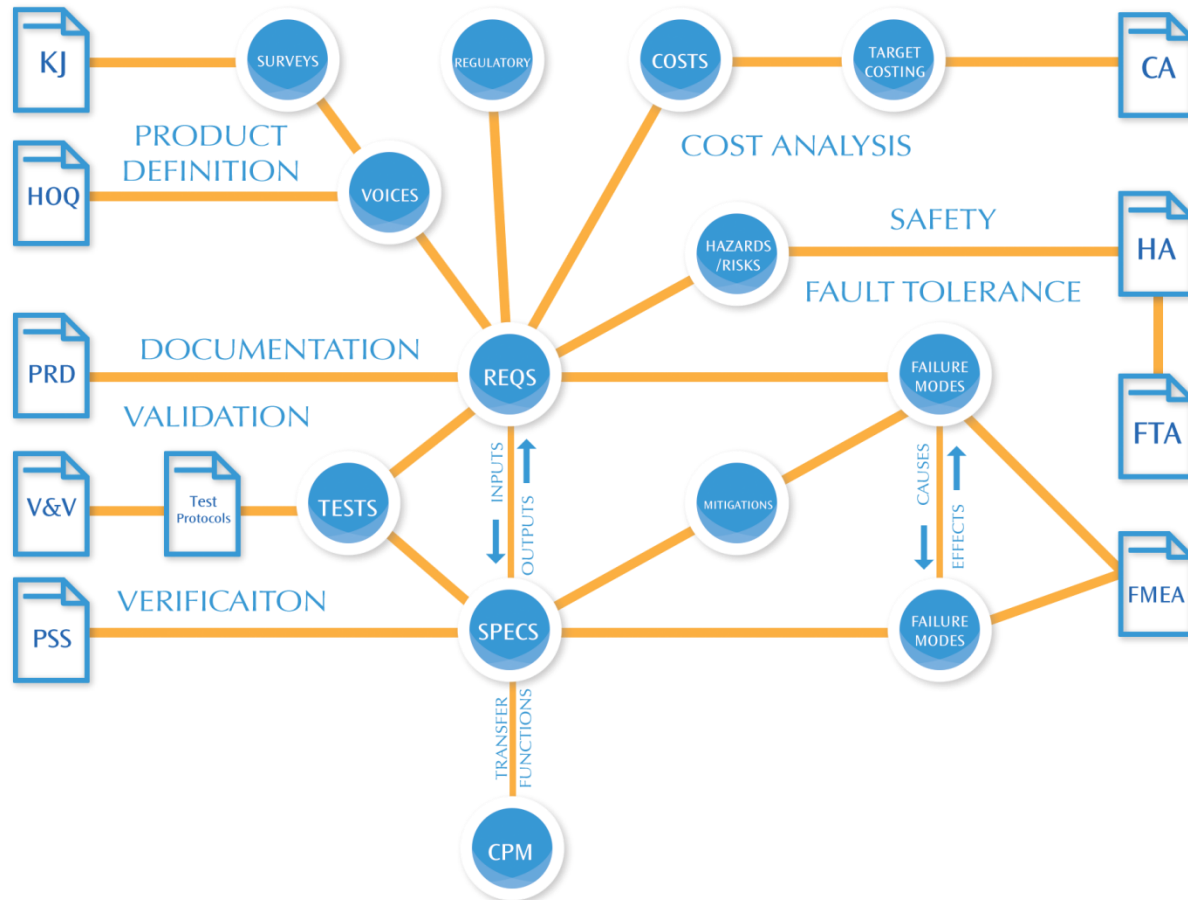 KJ
SURVEYS
REGULATORY
COSTS
TARGET
COSTING
CA
PRODUCT
DEFINITION
COST ANALYSIS
HOQ
VOICES
SAFETY
HAZARDS
/RISKS
HA
FAULT TOLERANCE
DOCUMENTATION
PRD
REQS
FAILURE
MODES
VALIDATION
FTA
INPUTS
OUTPUTS
CAUSES
EFFECTS
V&V
Test
Protocols
TESTS
MITIGATIONS
VERIFICAITON
FMEA
PSS
SPECS
FAILURE
MODES
TRANSFER
FUNCTIONS
CPM